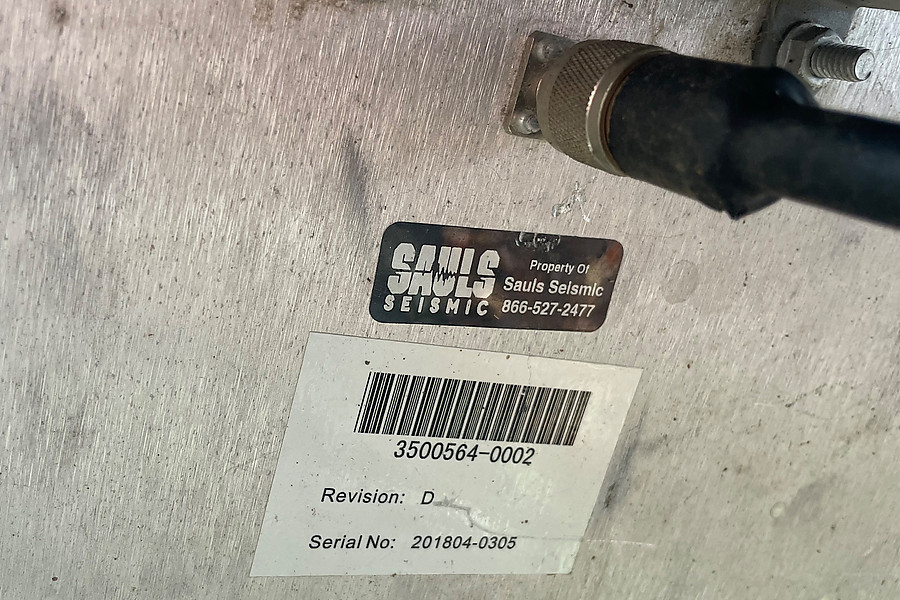 SAULS
SEISMIC
Property Of
Sauls Seismic
866-527-2477
3500564-0002
Revision: D
Serial No: 201804-0305